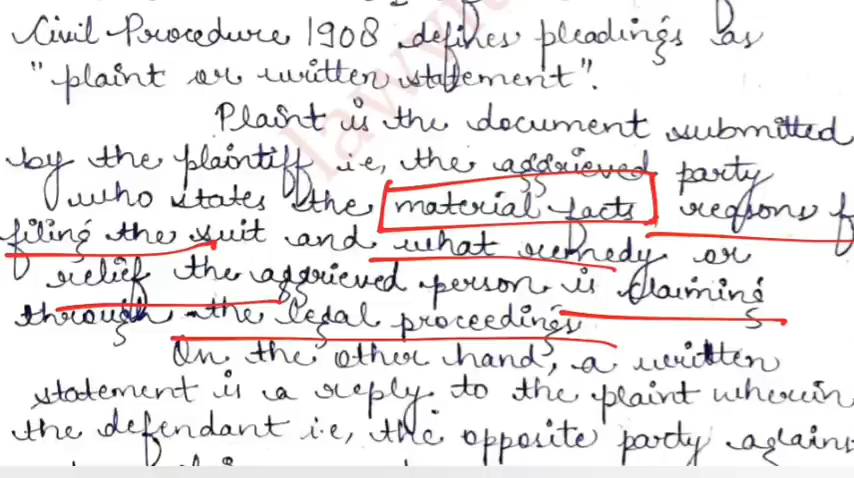 Civil Procedure 1908 defines pleadings as
"plaint or written statement".
Plaint is the document submitted
by the plaintiff i.e, the aggrieved party
who states the material facts reasons f
filing the suit and what remedy or
relief the aggrieved person is claiming
through the legal proceedings
On the other hand, a written
statement is a reply to the plaint wherein
the defendant i.e, the opposite party agains